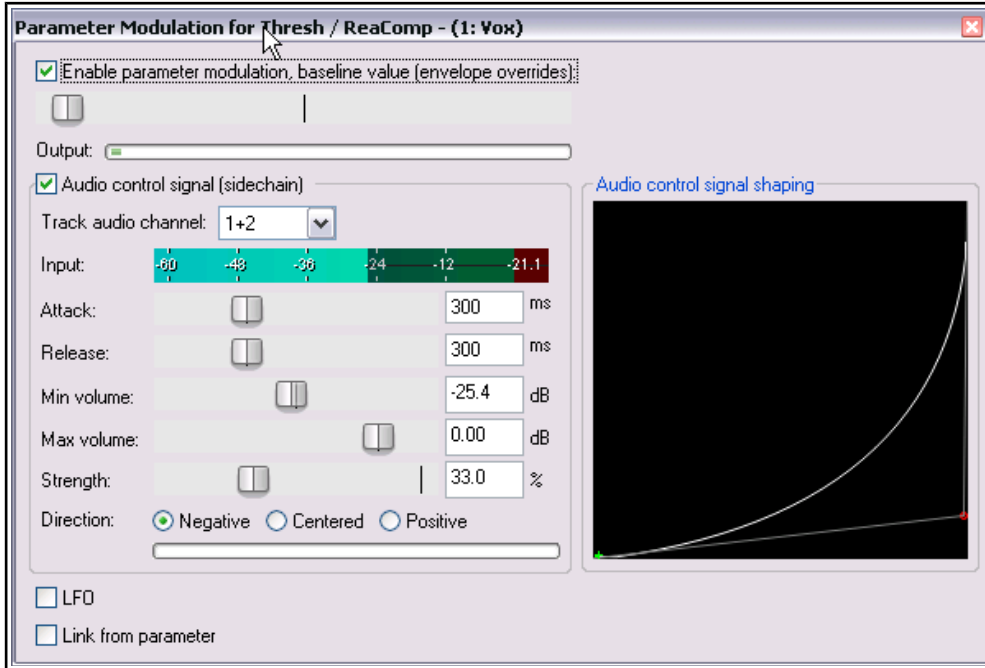 Parameter Modulation for Thresh / ReaComp - (1: Vox)
Enable parameter modulation, baseline value (envelope overrides)
Output:
Audio control signal (sidechain)
Track audio channel: 1+2
Input: -60 -48 -36 -24 -12 -21.1
Attack: 300 ms
Release: 300 ms
Min volume: -25.4 dB
Max volume: 0.00 dB
Strength: 33.0 %
Direction: Negative Centered Positive
Audio control signal shaping
LFO
Link from parameter